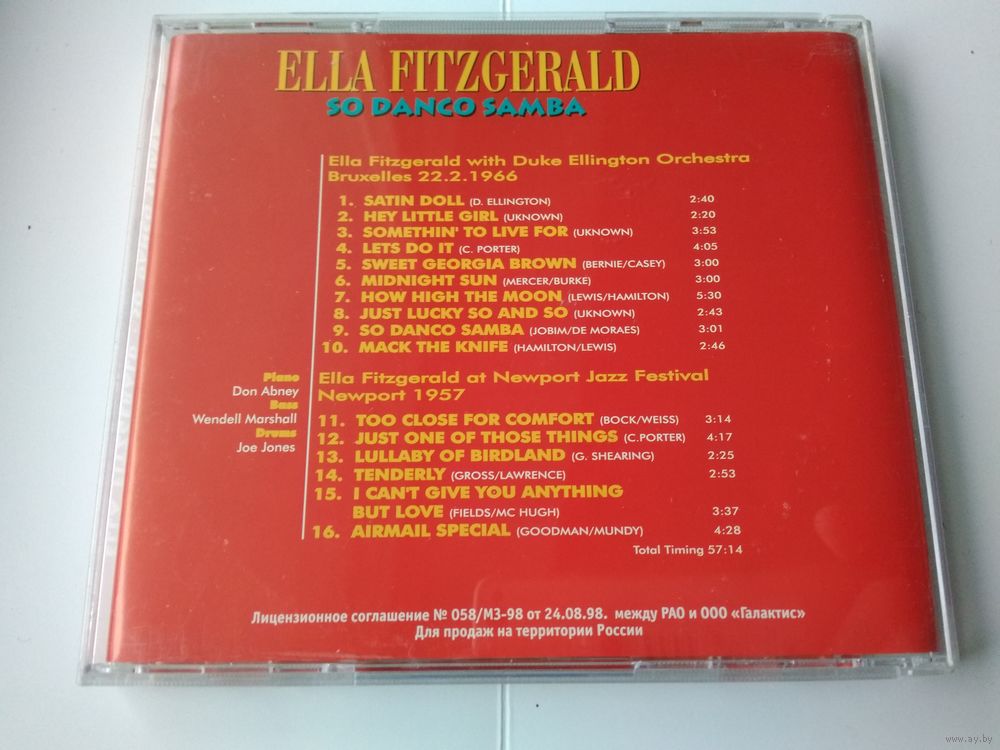 ELLA FITZGERALD
SO DANCO SAMBA
Ella Fitzgerald with Duke Ellington Orchestra
Bruxelles 22.2.1966
1. SATIN DOLL (D. ELLINGTON) 2:40
2. HEY LITTLE GIRL (UKNOWN) 2:20
3. SOMETHIN' TO LIVE FOR (UKNOWN) 3:53
4. LETS DO IT (C. PORTER) 4:05
5. SWEET GEORGIA BROWN (BERNIE/CASEY) 3:00
6. MIDNIGHT SUN (MERCER/BURKE) 3:00
7. HOW HIGH THE MOON (LEWIS/HAMILTON) 5:30
8. JUST LUCKY SO AND SO (UKNOWN) 2:43
9. SO DANCO SAMBA (JOBIM/DE MORAES) 3:01
10. MACK THE KNIFE (HAMILTON/LEWIS) 2:46
Piano
Don Abney
Bass
Wendell Marshall
Drums
Joe Jones
Ella Fitzgerald at Newport Jazz Festival
Newport 1957
11. TOO CLOSE FOR COMFORT (BOCK/WEISS) 3:14
12. JUST ONE OF THOSE THINGS (C.PORTER) 4:17
13. LULLABY OF BIRDLAND (G. SHEARING) 2:25
14. TENDERLY (GROSS/LAWRENCE) 2:53
15. I CAN'T GIVE YOU ANYTHING
BUT LOVE (FIELDS/MC HUGH) 3:37
16. AIRMAIL SPECIAL (GOODMAN/MUNDY) 4:28
Total Timing 57:14
Лицензионное соглашение № 058/МЗ-98 от 24.08.98. между РАО и ООО «Галактис»
Для продаж на территории России
www.ay.by